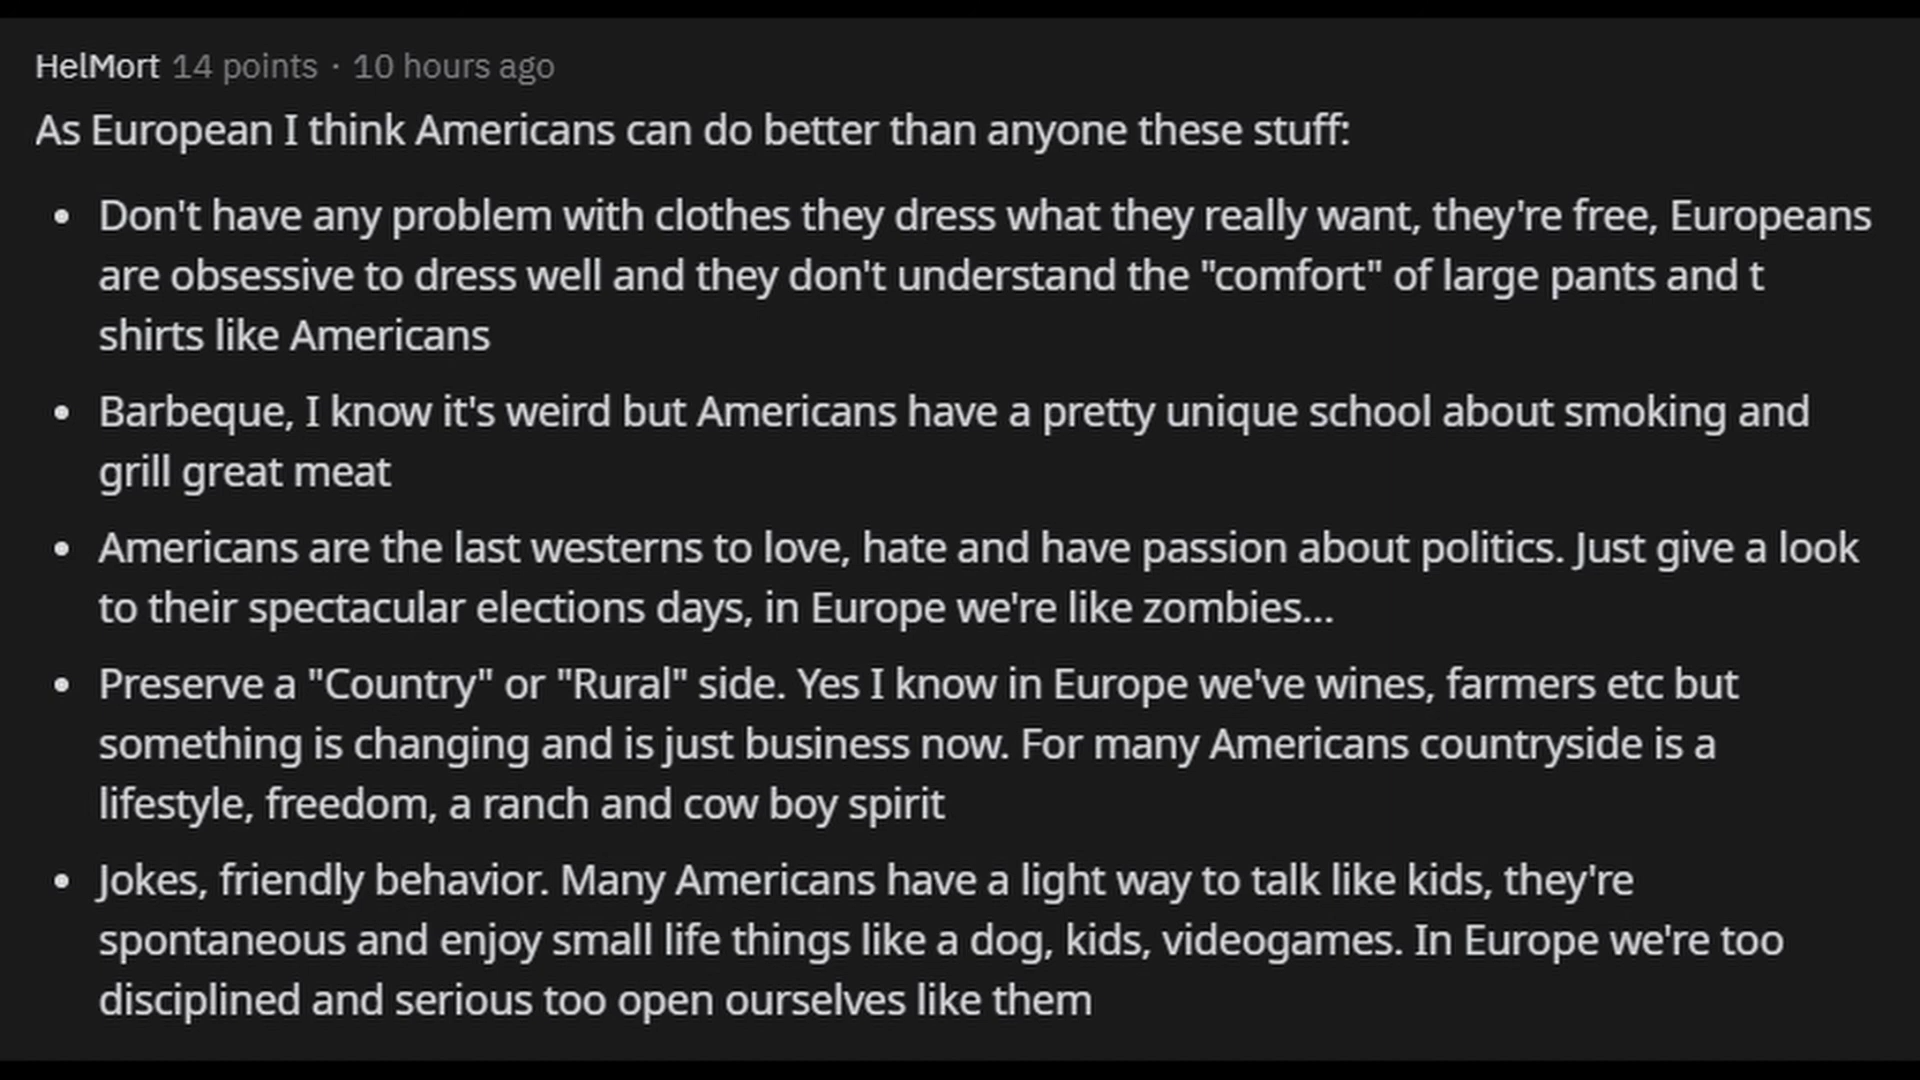 HelMort 14 points · 10 hours ago
As European I think Americans can do better than anyone these stuff:
• Don't have any problem with clothes they dress what they really want, they're free, Europeans
are obsessive to dress well and they don't understand the "comfort" of large pants and t
shirts like Americans
• Barbeque, I know it's weird but Americans have a pretty unique school about smoking and
grill great meat
• Americans are the last westerns to love, hate and have passion about politics. Just give a look
to their spectacular elections days, in Europe we're like zombies...
• Preserve a "Country" or "Rural" side. Yes I know in Europe we've wines, farmers etc but
something is changing and is just business now. For many Americans countryside is a
lifestyle, freedom, a ranch and cow boy spirit
• Jokes, friendly behavior. Many Americans have a light way to talk like kids, they're
spontaneous and enjoy small life things like a dog, kids, videogames. In Europe we're too
disciplined and serious too open ourselves like them